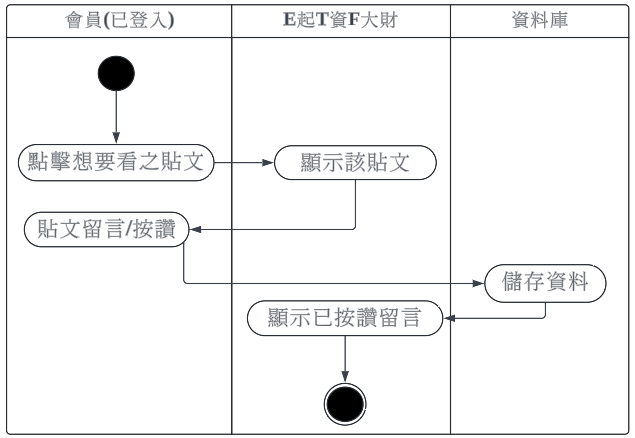 會員(已登入)
E起T資F大財
資料庫
點擊想要看之貼文
顯示該貼文
貼文留言/按讚
儲存資料
顯示已按讚留言